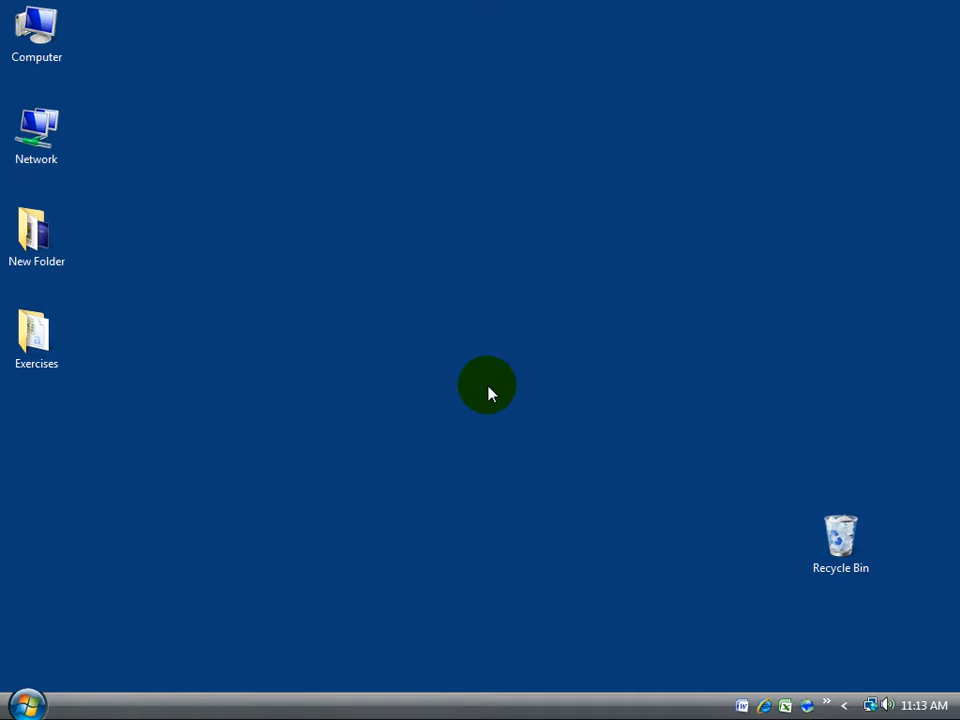 Computer
Network
New Folder
Exercises
Recycle Bin
11:13 AM